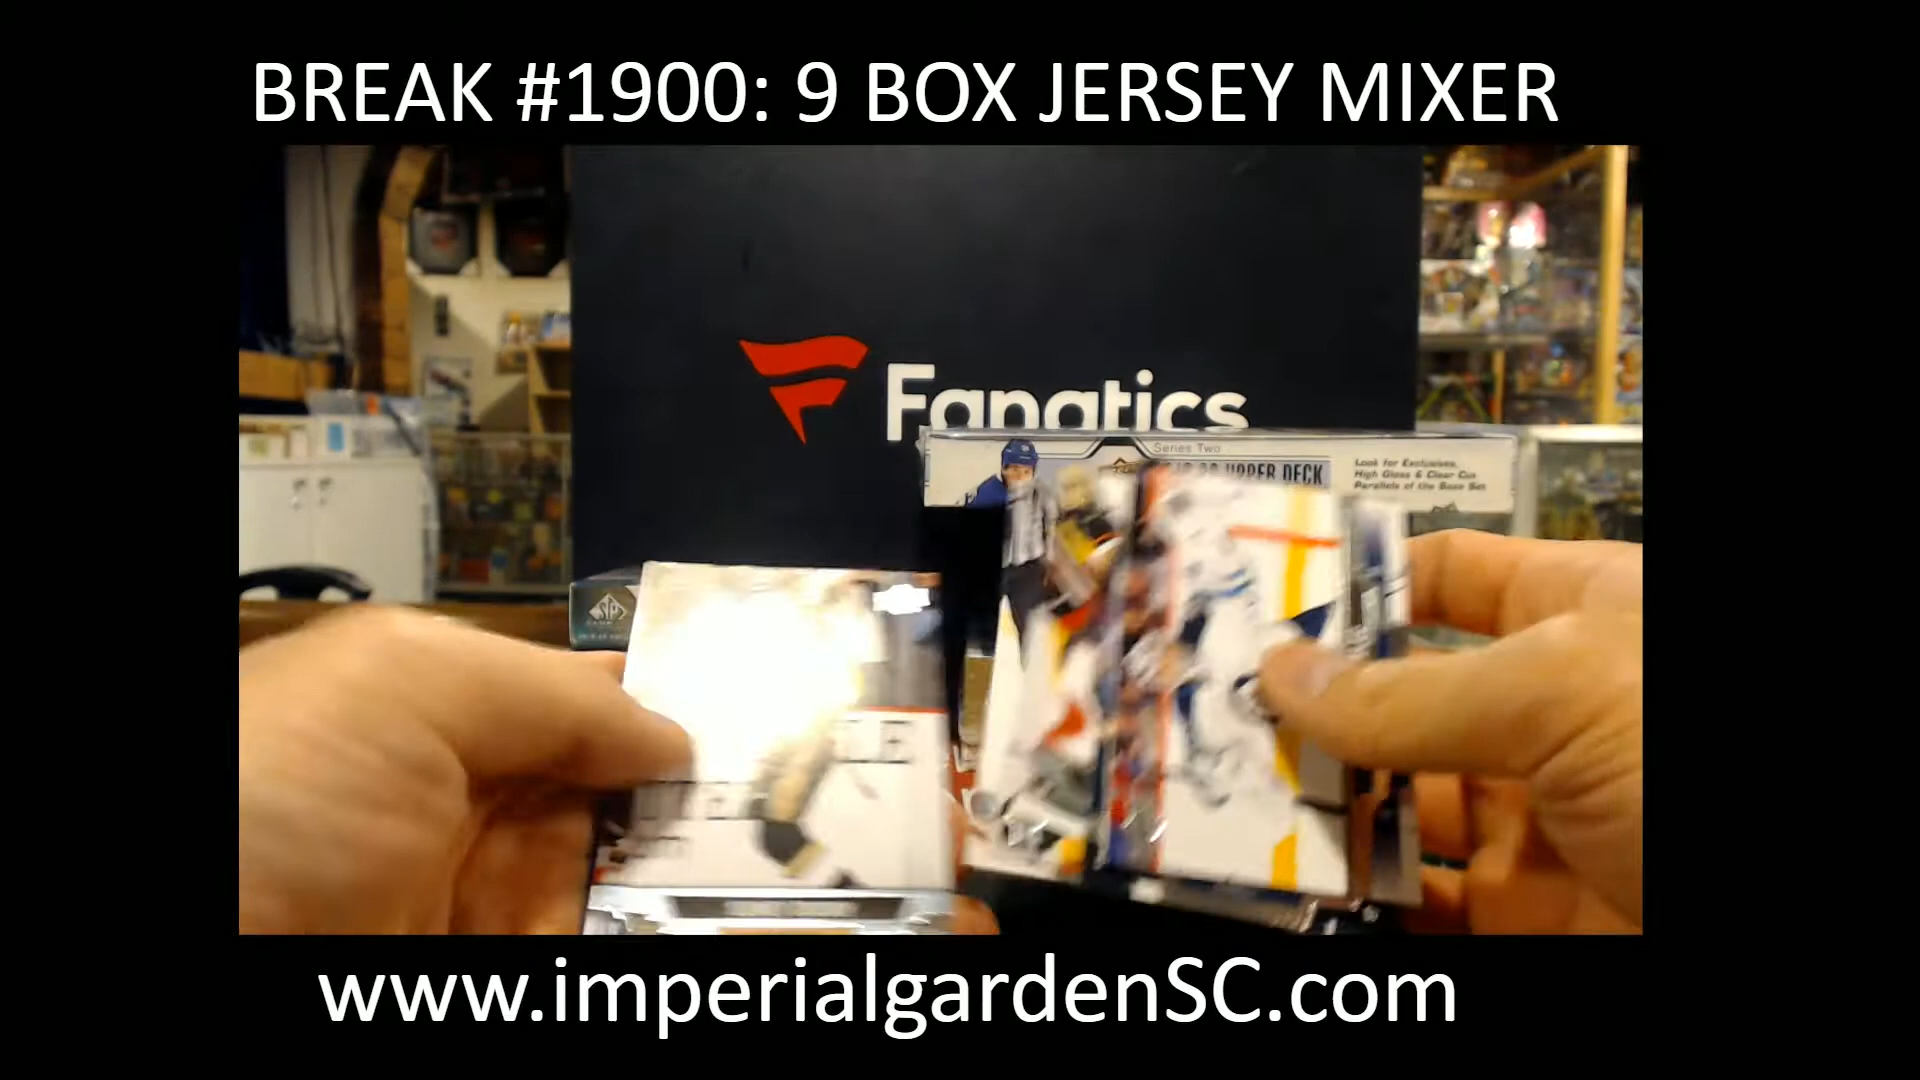 BREAK #1900: 9 BOX JERSEY MIXER
Fanatics
Series Two
UPPER DECK
Look for Exclusives,
High Gloss & Clear Cut
Parallels of the Base Set
SP
www.imperialgardenSC.com